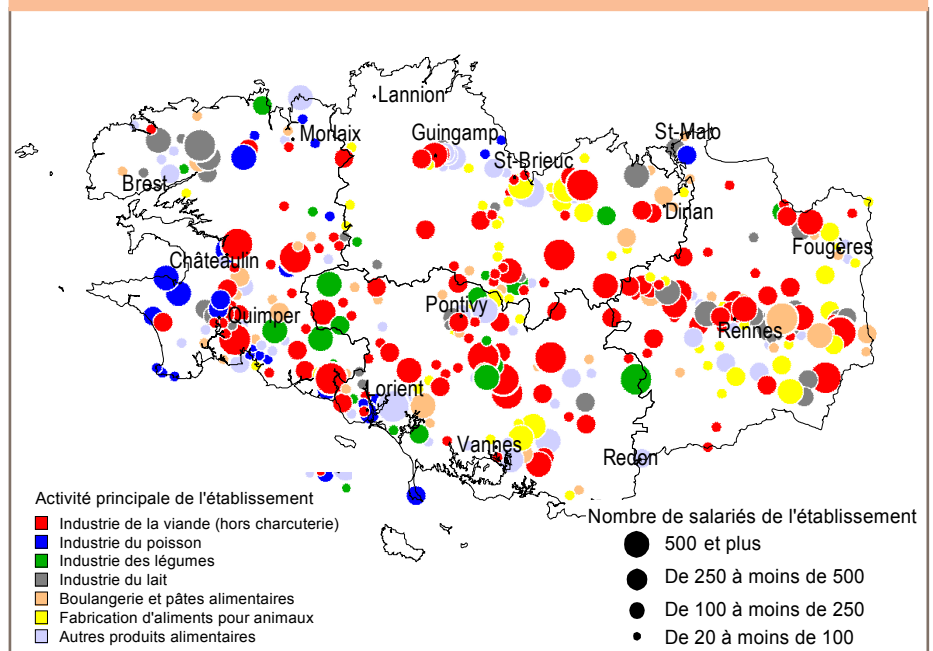 Lannion
Morlaix
Guingamp
St-Malo
St-Brieuc
Brest
Dinan
Fougères
Châteaulin
Pontivy
Quimper
Rennes
Lorient
Vannes
Redon
Activité principale de l'établissement
Industrie de la viande (hors charcuterie)
Industrie du poisson
Industrie des légumes
Industrie du lait
Boulangerie et pâtes alimentaires
Fabrication d'aliments pour animaux
Autres produits alimentaires
Nombre de salariés de l'établissement
500 et plus
De 250 à moins de 500
De 100 à moins de 250
De 20 à moins de 100